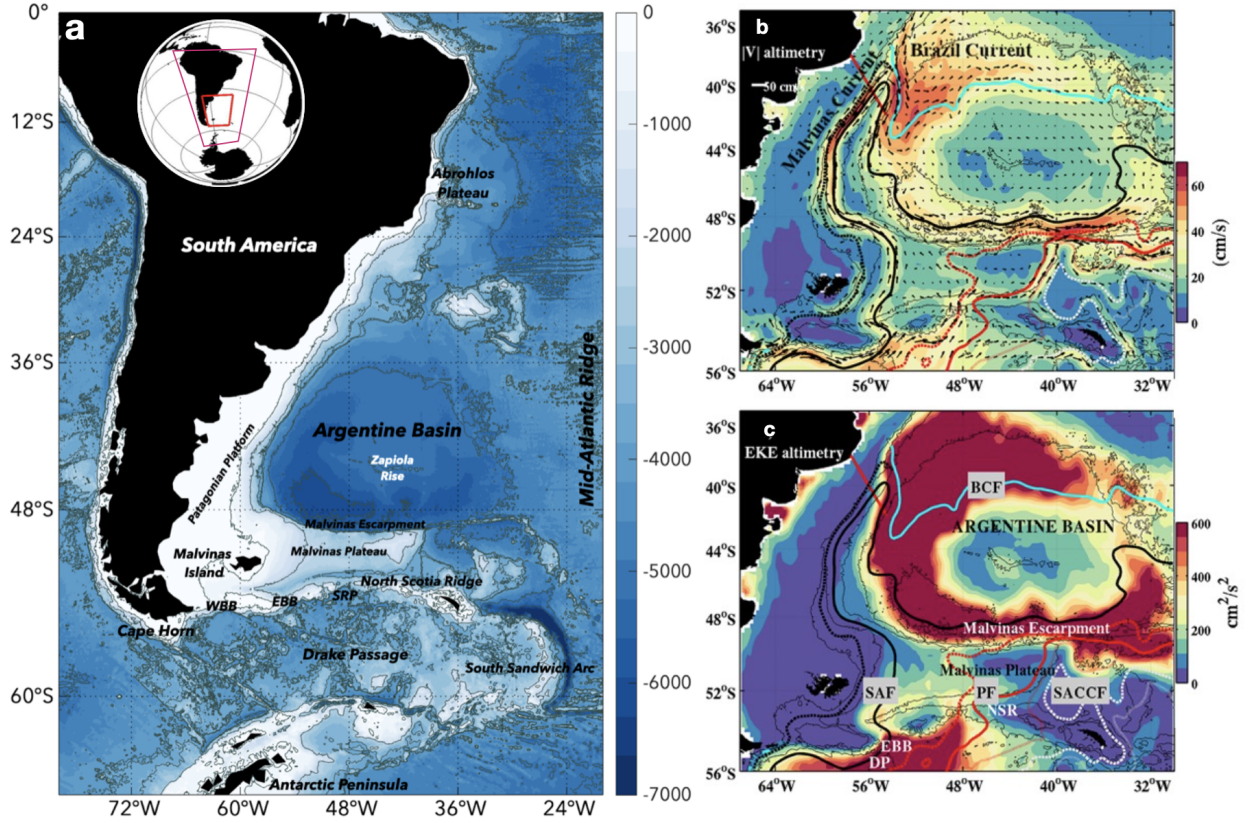 a
0°
12°S
24°S
36°S
48°S
60°S
72°W
60°W
48°W
36°W
24°W
South America
Abrohlos
Plateau
Argentine Basin
Zapiola
Rise
Mid-Atlantic Ridge
Patagonian Platform
Malvinas Escarpment
Malvinas Plateau
Malvinas
Island
North Scotia Ridge
SRP
EBB
WBB
Cape Horn
Drake Passage
South Sandwich Arc
Antarctic Peninsula
0
-1000
-2000
-3000
-4000
-5000
-6000
-7000
b
|V| altimetry
50 cm
Brazil Current
Malvinas Current
36°S
40°S
44°S
48°S
52°S
56°S
64°W
56°W
48°W
40°W
32°W
60
40
20
0
(cm/s)
c
EKE altimetry
BCF
ARGENTINE BASIN
Malvinas Escarpment
Malvinas Plateau
SAF
PF
SACCF
NSR
EBB
DP
36°S
40°S
44°S
48°S
52°S
56°S
64°W
56°W
48°W
40°W
32°W
600
400
200
0
cm²/s²